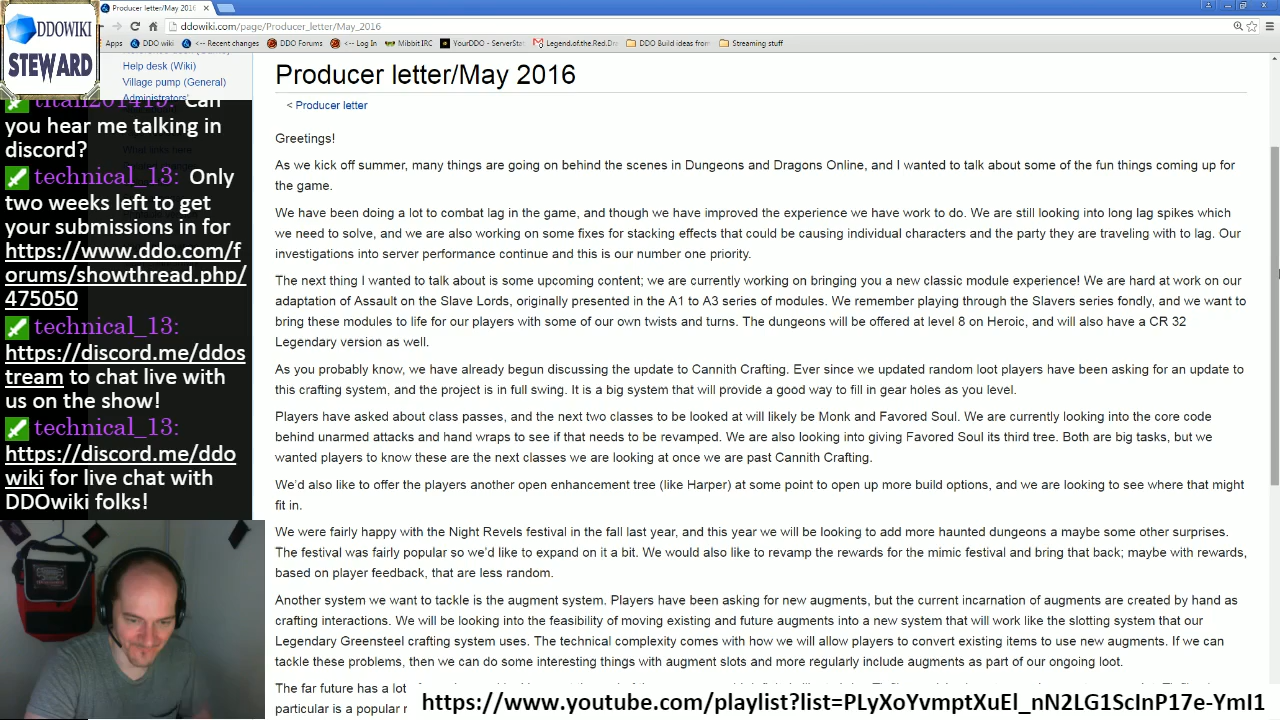 Producer letter/May 2016
ddowiki.com/page/Producer_letter/May_2016
Apps
DDO wiki
<-- Recent changes
DDO Forums
<-- Log In
Mibbit IRC
YourDDO - ServerSta
Legend.of.the.Red.Dra
DDO Build ideas from
Streaming stuff
DDOWIKI
STEWARD
Help desk (Wiki)
Village pump (General)
Administrators'
What asks here
you hear me talking in
discord?
technical_13: Only
two weeks left to get
your submissions in for
https://www.ddo.com/f
orums/showthread.php/
475050
technical_13:
https://discord.me/ddos
tream to chat live with
us on the show!
technical_13:
https://discord.me/ddo
wiki for live chat with
DDOwiki folks!
Producer letter/May 2016
< Producer letter
Greetings!
As we kick off summer, many things are going on behind the scenes in Dungeons and Dragons Online, and I wanted to talk about some of the fun things coming up for
the game.
We have been doing a lot to combat lag in the game, and though we have improved the experience we have work to do. We are still looking into long lag spikes which
we need to solve, and we are also working on some fixes for stacking effects that could be causing individual characters and the party they are traveling with to lag. Our
investigations into server performance continue and this is our number one priority.
The next thing I wanted to talk about is some upcoming content; we are currently working on bringing you a new classic module experience! We are hard at work on our
adaptation of Assault on the Slave Lords, originally presented in the A1 to A3 series of modules. We remember playing through the Slavers series fondly, and we want to
bring these modules to life for our players with some of our own twists and turns. The dungeons will be offered at level 8 on Heroic, and will also have a CR 32
Legendary version as well.
As you probably know, we have already begun discussing the update to Cannith Crafting. Ever since we updated random loot players have been asking for an update to
this crafting system, and the project is in full swing. It is a big system that will provide a good way to fill in gear holes as you level.
Players have asked about class passes, and the next two classes to be looked at will likely be Monk and Favored Soul. We are currently looking into the core code
behind unarmed attacks and hand wraps to see if that needs to be revamped. We are also looking into giving Favored Soul its third tree. Both are big tasks, but we
wanted players to know these are the next classes we are looking at once we are past Cannith Crafting.
We'd also like to offer the players another open enhancement tree (like Harper) at some point to open up more build options, and we are looking to see where that might
fit in.
We were fairly happy with the Night Revels festival in the fall last year, and this year we will be looking to add more haunted dungeons a maybe some other surprises.
The festival was fairly popular so we'd like to expand on it a bit. We would also like to revamp the rewards for the mimic festival and bring that back; maybe with rewards,
based on player feedback, that are less random.
Another system we want to tackle is the augment system. Players have been asking for new augments, but the current incarnation of augments are created by hand as
crafting interactions. We will be looking into the feasibility of moving existing and future augments into a new system that will work like the slotting system that our
Legendary Greensteel crafting system uses. The technical complexity comes with how we will allow players to convert existing items to use new augments. If we can
tackle these problems, then we can do some interesting things with augment slots and more regularly include augments as part of our ongoing loot.
The far future has a lot
particular is a popular
https://www.youtube.com/playlist?list=PLyXoYvmptXuEl_nN2LG1ScInP17e-YmI1